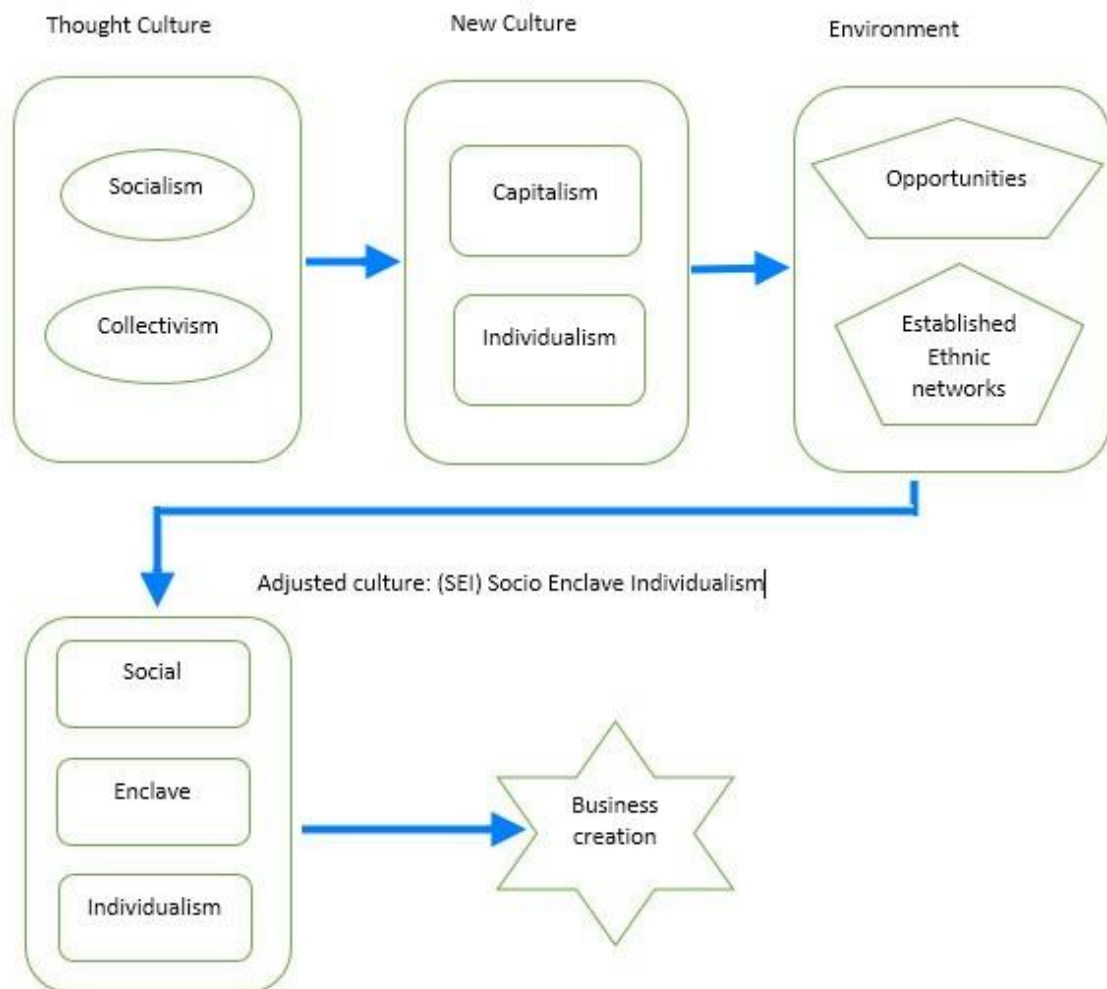 Thought Culture
New Culture
Environment
Socialism
Collectivism
Capitalism
Individualism
Opportunities
Established
Ethnic
networks
Adjusted culture: (SEI) Socio Enclave Individualism
Social
Enclave
Individualism
Business
creation